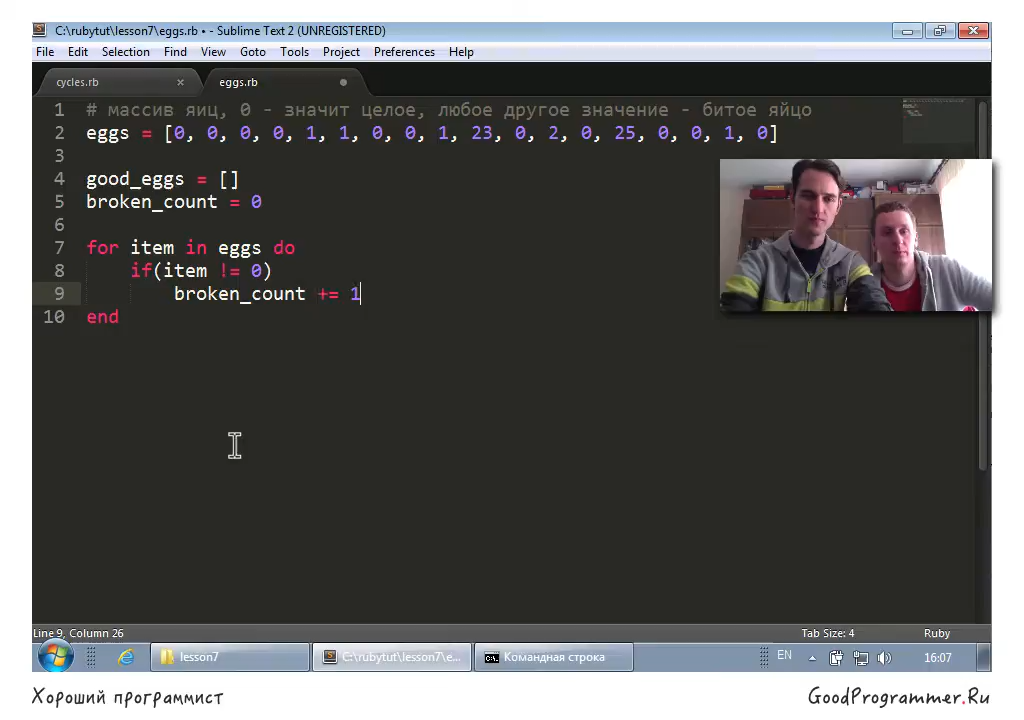 C:\rubytut\lesson7\eggs.rb • - Sublime Text 2 (UNREGISTERED)
File Edit Selection Find View Goto Tools Project Preferences Help
cycles.rb × eggs.rb
1 # массив яиц, 0 - значит целое, любое другое значение - битое яйцо
2 eggs = [0, 0, 0, 0, 1, 1, 0, 0, 1, 23, 0, 2, 0, 25, 0, 0, 1, 0]
3
4 good_eggs = []
5 broken_count = 0
6
7 for item in eggs do
8 if(item != 0)
9 broken_count += 1
10 end
Line 9, Column 26 Tab Size: 4 Ruby
lesson7 C:\rubytut\lesson7\e... Командная строка EN 16:07
Хороший программист GoodProgrammer.Ru